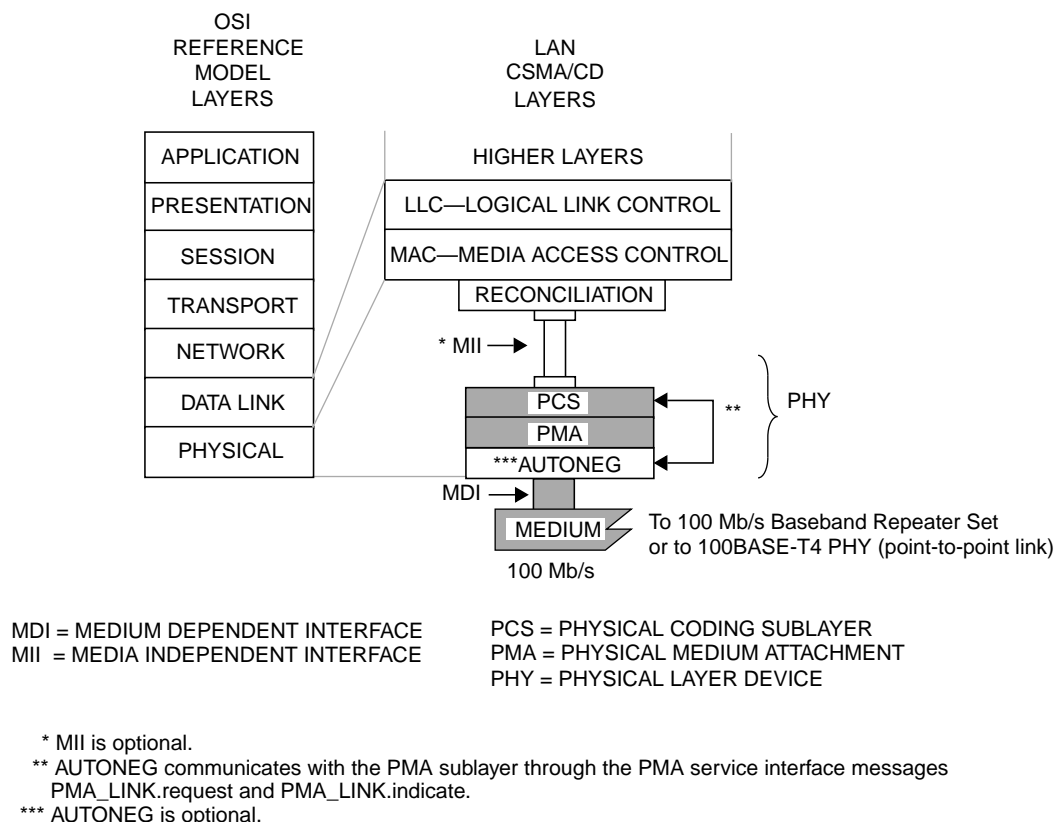 OSI
REFERENCE
MODEL
LAYERS
LAN
CSMA/CD
LAYERS
APPLICATION
PRESENTATION
SESSION
TRANSPORT
NETWORK
DATA LINK
PHYSICAL
HIGHER LAYERS
LLC—LOGICAL LINK CONTROL
MAC—MEDIA ACCESS CONTROL
RECONCILIATION
* MII
PCS
PMA
***AUTONEG
**
PHY
MDI
MEDIUM
100 Mb/s
To 100 Mb/s Baseband Repeater Set
or to 100BASE-T4 PHY (point-to-point link)
MDI = MEDIUM DEPENDENT INTERFACE
MII = MEDIA INDEPENDENT INTERFACE
PCS = PHYSICAL CODING SUBLAYER
PMA = PHYSICAL MEDIUM ATTACHMENT
PHY = PHYSICAL LAYER DEVICE
* MII is optional.
** AUTONEG communicates with the PMA sublayer through the PMA service interface messages
PMA_LINK.request and PMA_LINK.indicate.
*** AUTONEG is optional.